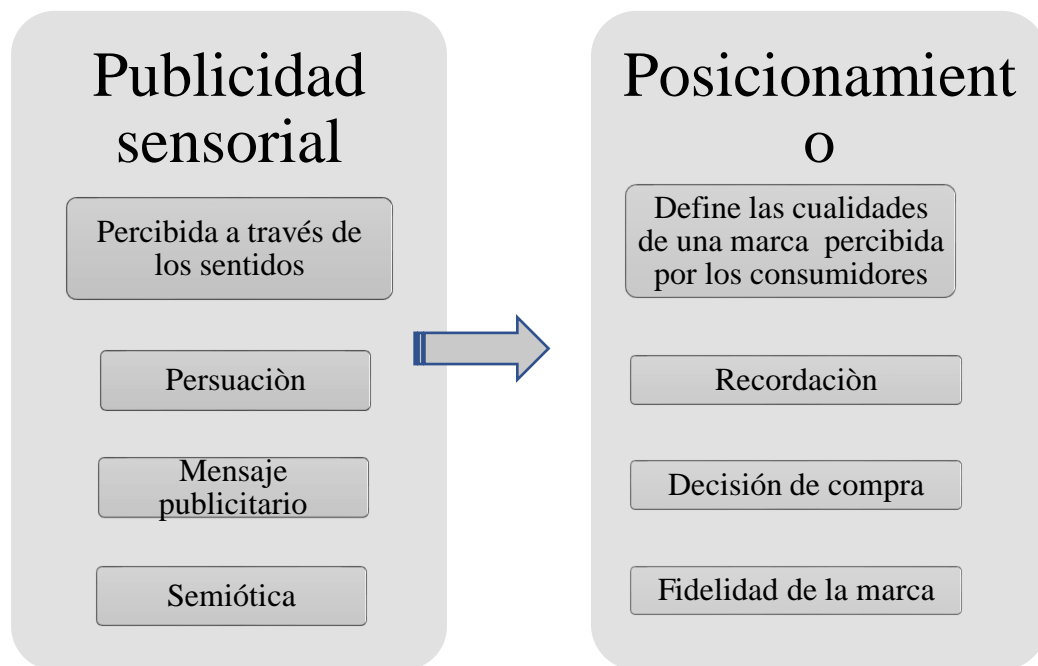 Publicidad
sensorial
Percibida a través de
los sentidos
Persuaciòn
Mensaje
publicitario
Semiótica
Posicionamient
o
Define las cualidades
de una marca  percibida
por los consumidores
Recordaciòn
Decisión de compra
Fidelidad de la marca